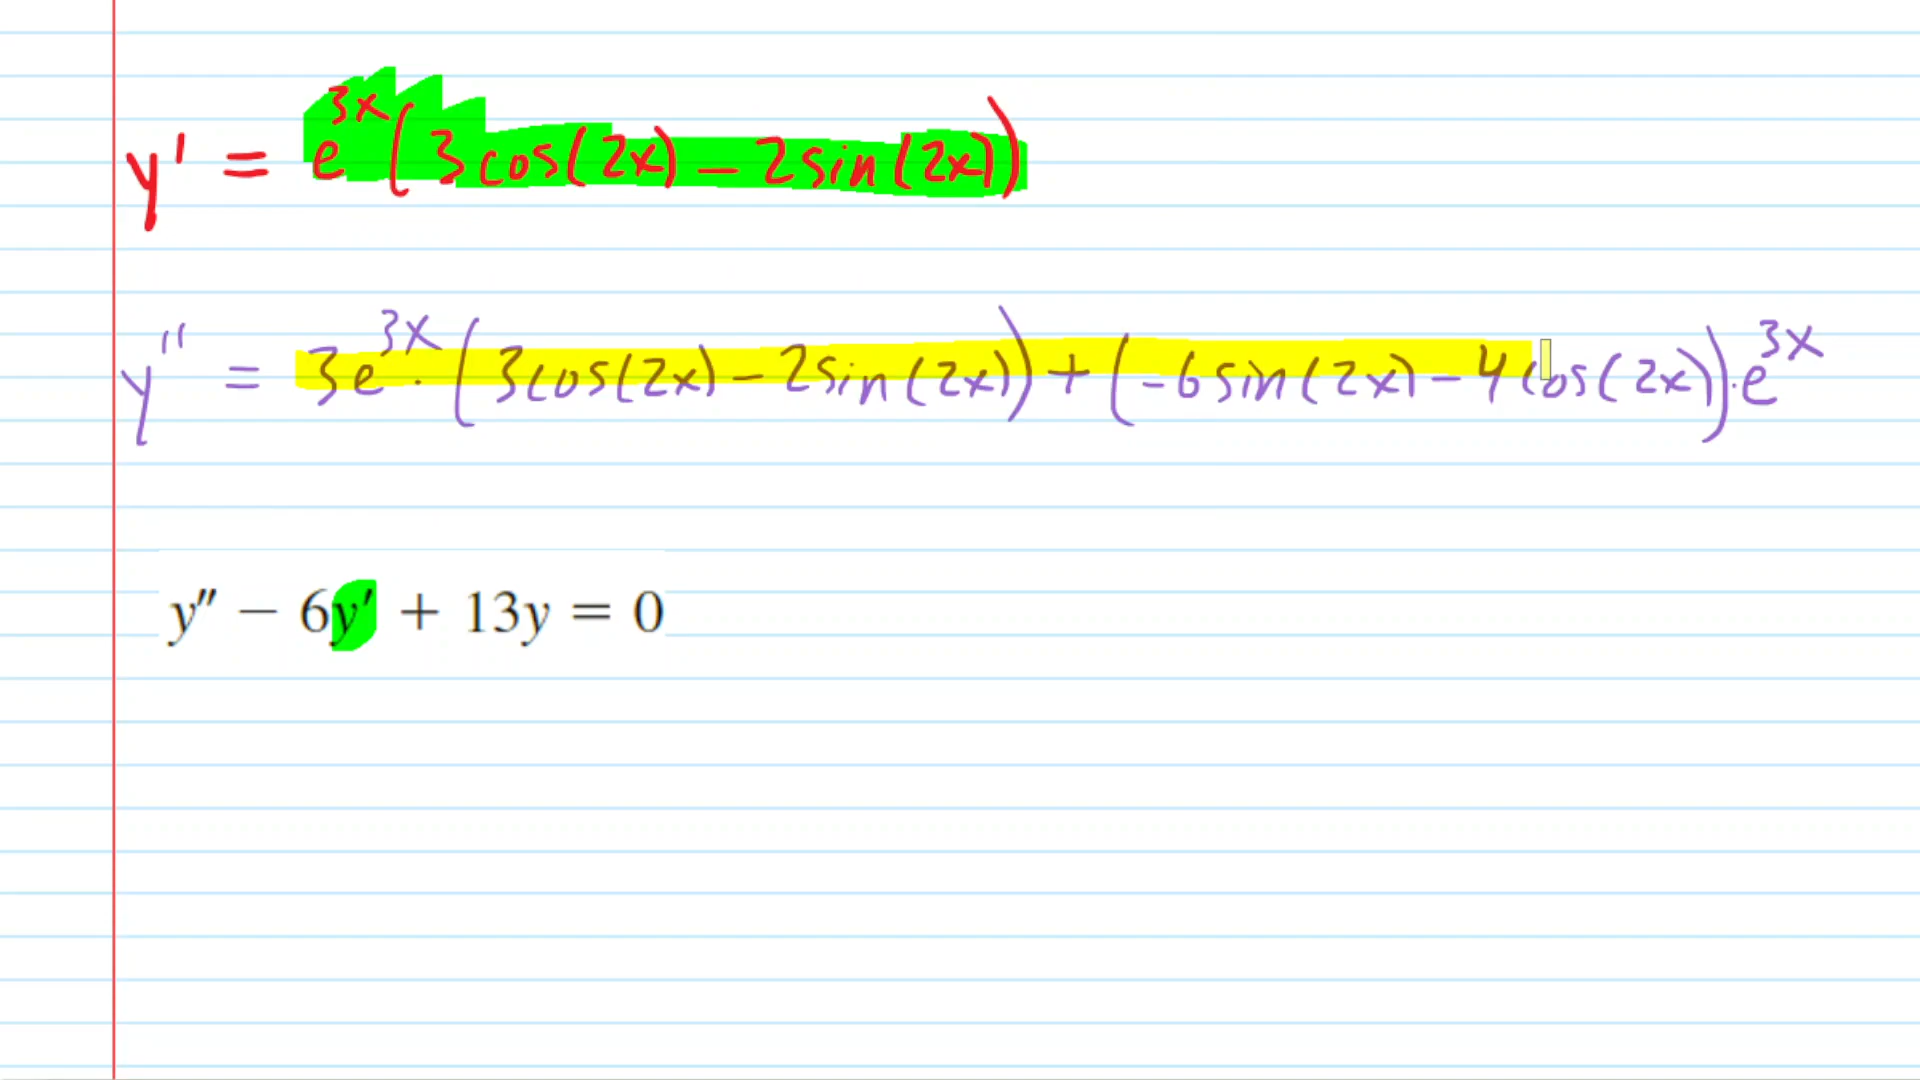 y' = e^{3x}(3cos(2x) - 2sin(2x))
y" = 3e^{3x} · (3cos(2x) - 2sin(2x)) + (-6sin(2x) - 4cos(2x)) · e^{3x}
y″ − 6y′ + 13y = 0